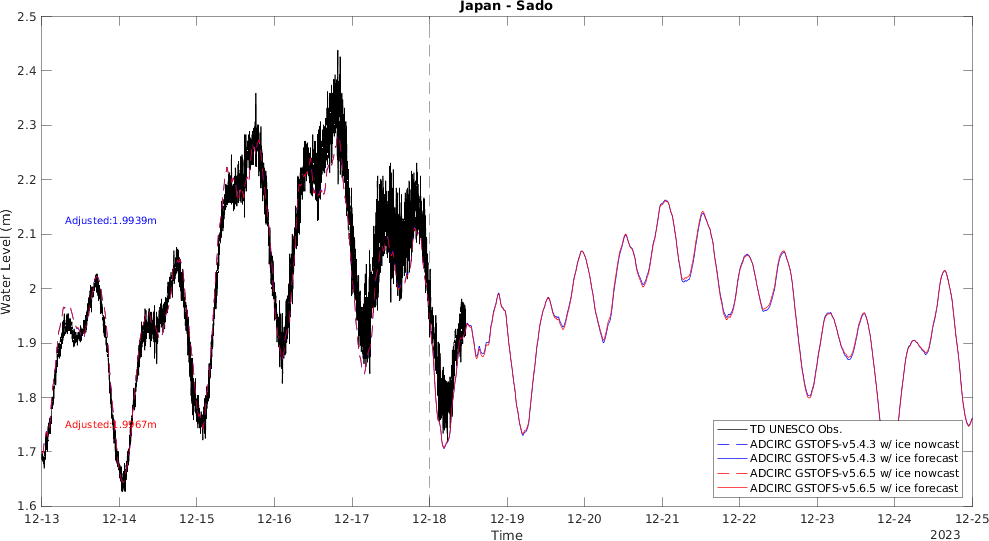 Japan - Sado
2.5
2.4
2.3
2.2
2.1
2
1.9
1.8
1.7
1.6
Water Level (m)
Adjusted:1.9939m
Adjusted:1.9967m
TD UNESCO Obs.
ADCIRC GSTOFS-v5.4.3 w/ ice nowcast
ADCIRC GSTOFS-v5.4.3 w/ ice forecast
ADCIRC GSTOFS-v5.6.5 w/ ice nowcast
ADCIRC GSTOFS-v5.6.5 w/ ice forecast
12-13 12-14 12-15 12-16 12-17 12-18 12-19 12-20 12-21 12-22 12-23 12-24 12-25
Time
2023